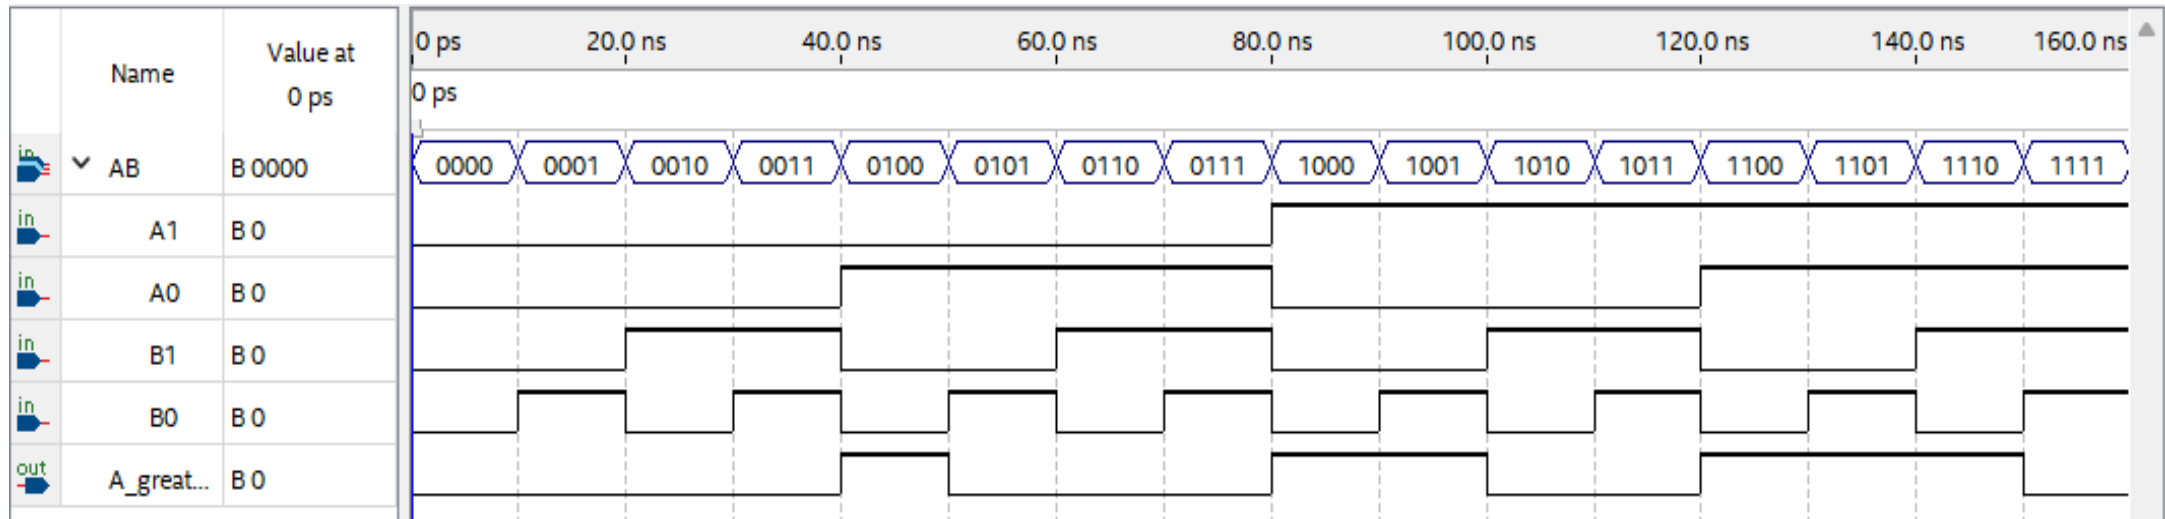 Name
Value at
0 ps
0 ps 20.0 ns 40.0 ns 60.0 ns 80.0 ns 100.0 ns 120.0 ns 140.0 ns 160.0 ns
0 ps
in AB B 0000 0000 0001 0010 0011 0100 0101 0110 0111 1000 1001 1010 1011 1100 1101 1110 1111
in A1 B 0
in A0 B 0
in B1 B 0
in B0 B 0
out A_great... B 0